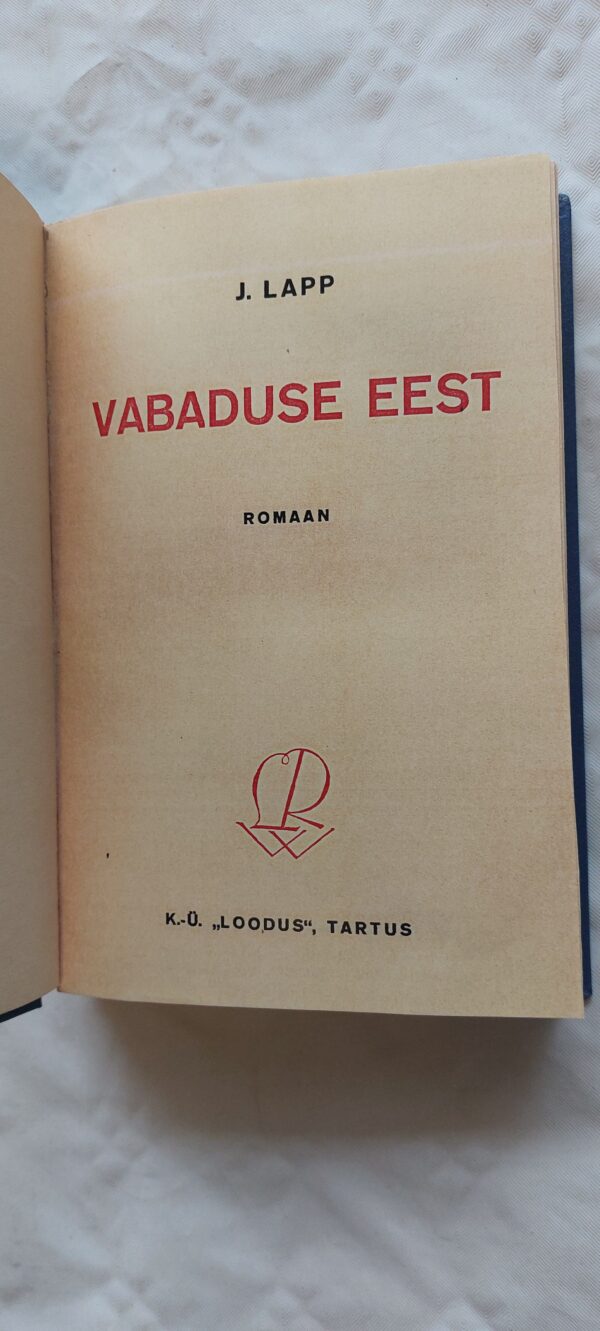 J. LAPP
VABADUSE EEST
ROMAAN
K.-Ü. „LOODUS“, TARTUS